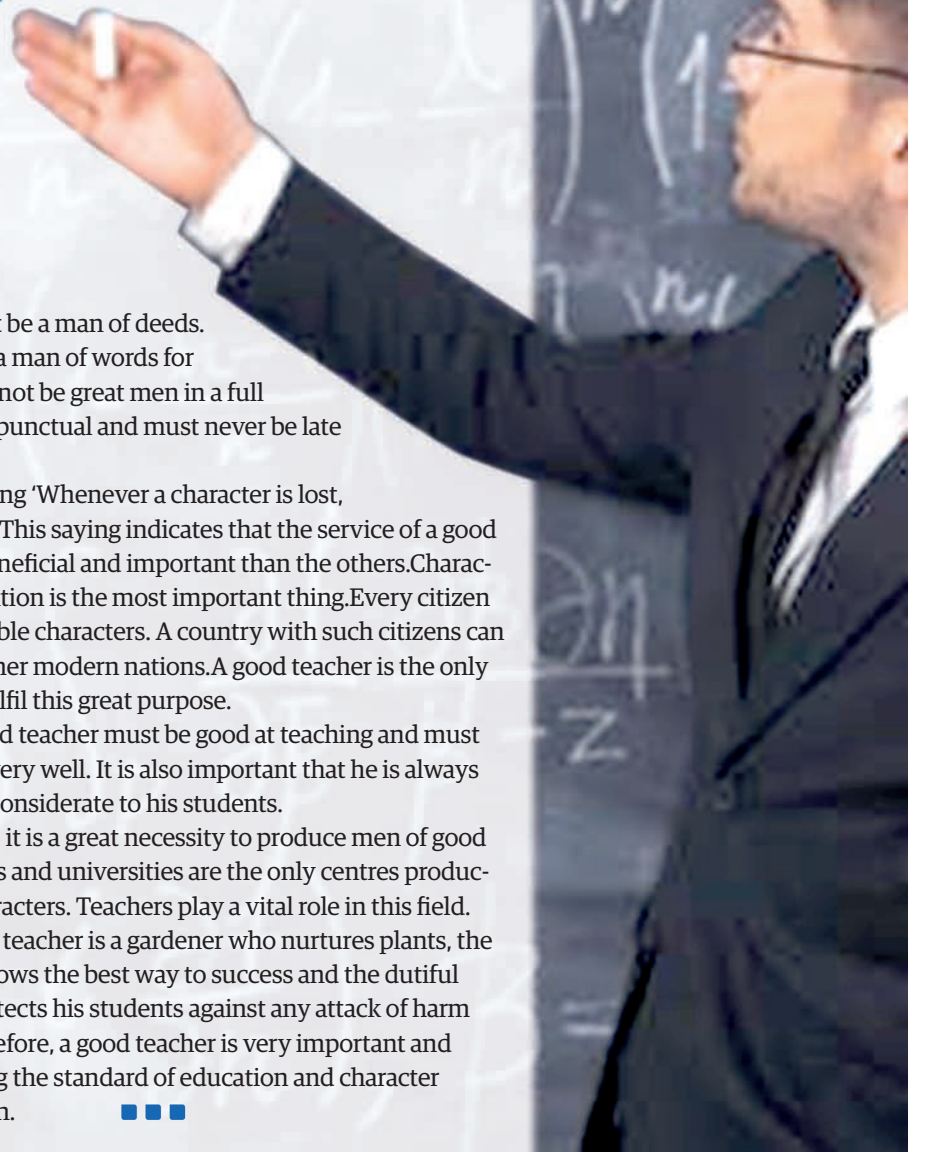 be a man of deeds.
a man of words for
not be great men in a full
punctual and must never be late
ng ‘Whenever a character is lost,
This saying indicates that the service of a good
neficial and important than the others.Charac-
tion is the most important thing.Every citizen
ble characters. A country with such citizens can
her modern nations.A good teacher is the only
lfil this great purpose.
d teacher must be good at teaching and must
very well. It is also important that he is always
onsiderate to his students.
it is a great necessity to produce men of good
s and universities are the only centres produc-
racters. Teachers play a vital role in this field.
teacher is a gardener who nurtures plants, the
ows the best way to success and the dutiful
tects his students against any attack of harm
efore, a good teacher is very important and
g the standard of education and character
n.